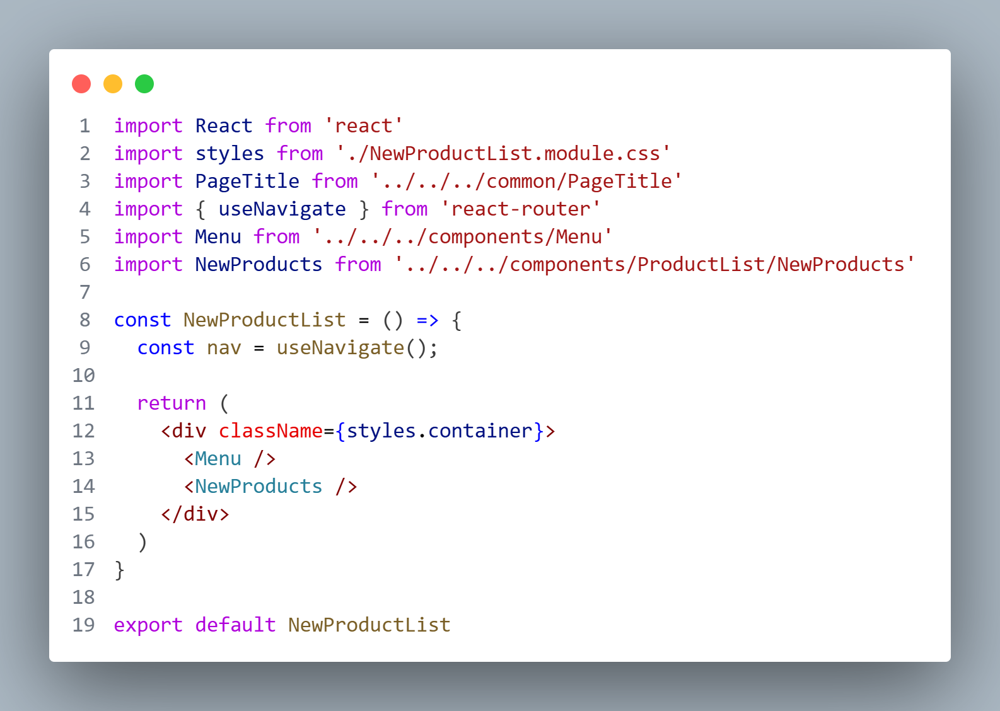 1 import React from 'react'
2 import styles from './NewProductList.module.css'
3 import PageTitle from '../../../common/PageTitle'
4 import { useNavigate } from 'react-router'
5 import Menu from '../../../components/Menu'
6 import NewProducts from '../../../components/ProductList/NewProducts'
7
8 const NewProductList = () => {
9   const nav = useNavigate();
10
11   return (
12     <div className={styles.container}>
13       <Menu />
14       <NewProducts />
15     </div>
16   )
17 }
18
19 export default NewProductList